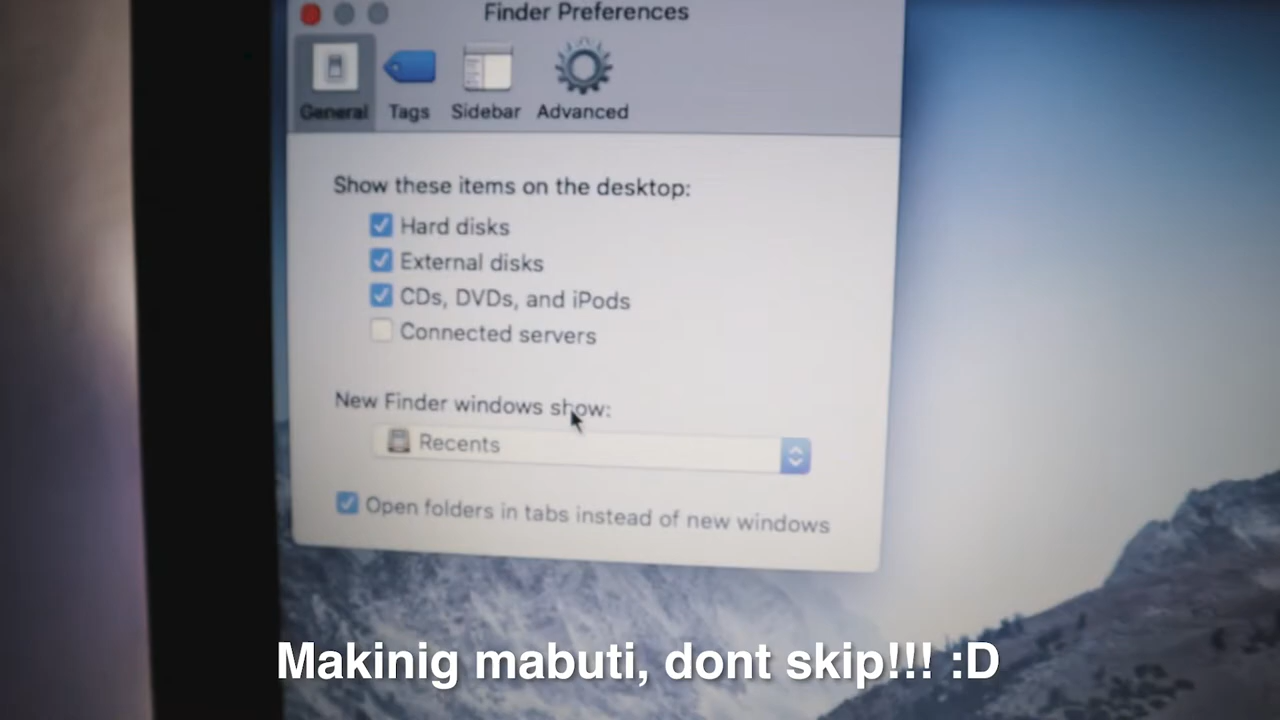 Finder Preferences
General Tags Sidebar Advanced
Show these items on the desktop:
Hard disks
External disks
CDs, DVDs, and iPods
Connected servers
New Finder windows show:
Recents
Open folders in tabs instead of new windows
Makinig mabuti, dont skip!!! :D